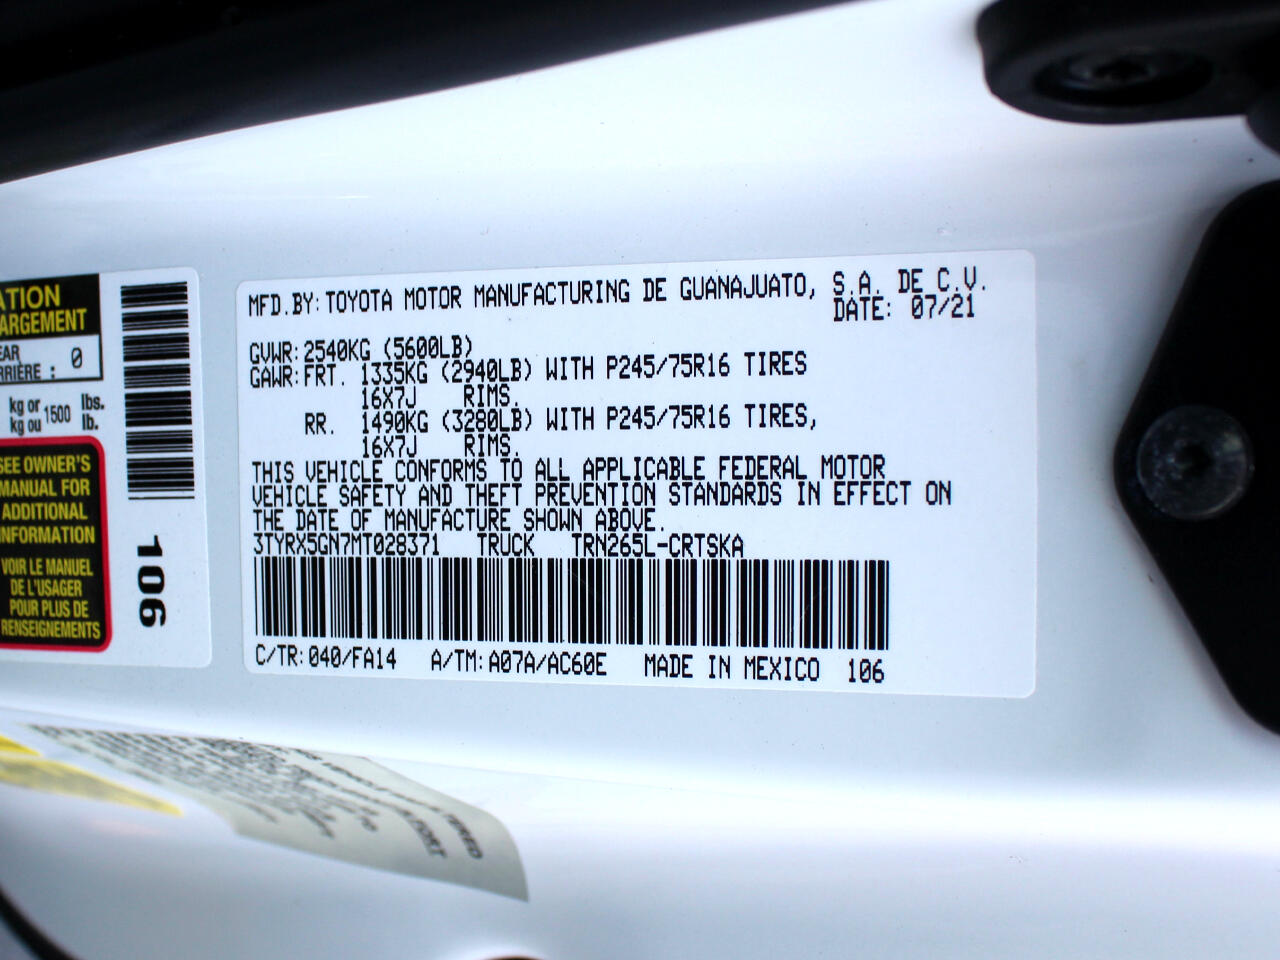 MFD.BY: TOYOTA MOTOR MANUFACTURING DE GUANAJUATO, S.A. DE C.V.
DATE: 07/21
GVWR: 2540KG (5600LB)
GAWR: FRT. 1335KG (2940LB) WITH P245/75R16 TIRES
16X7J RIMS.
RR. 1490KG (3280LB) WITH P245/75R16 TIRES,
16X7J RIMS.
THIS VEHICLE CONFORMS TO ALL APPLICABLE FEDERAL MOTOR
VEHICLE SAFETY AND THEFT PREVENTION STANDARDS IN EFFECT ON
THE DATE OF MANUFACTURE SHOWN ABOVE.
3TYRX5GN7MT028371 TRUCK TRN265L-CRTSKA
C/TR: 040/FA14 A/TM: A07A/AC60E MADE IN MEXICO 106
0
kg or 1500 lbs.
kg ou lb.
SEE OWNER'S
MANUAL FOR
ADDITIONAL
INFORMATION
VOIR LE MANUEL
DE L'USAGER
POUR PLUS DE
RENSEIGNEMENTS
106